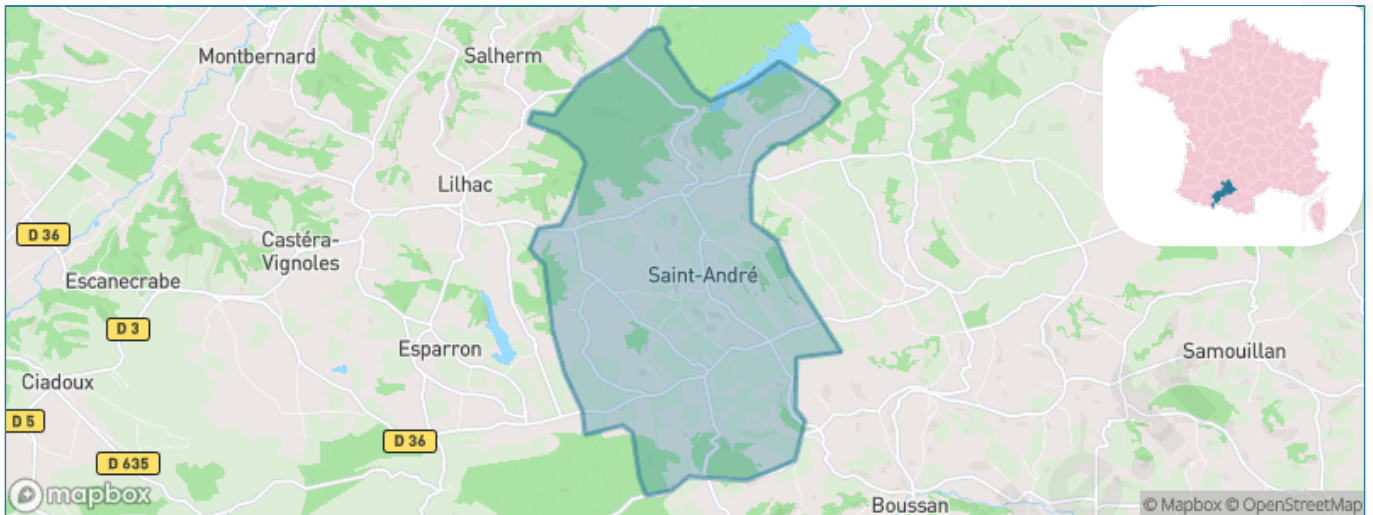 Montbernard
Salherm
Lilhac
D 36
Castéra-
Vignoles
Saint-André
Escanecrabe
D 3
Esparron
Samouillan
Ciadoux
D 5
D 36
D 635
mapbox
Boussan
© Mapbox © OpenStreetMap